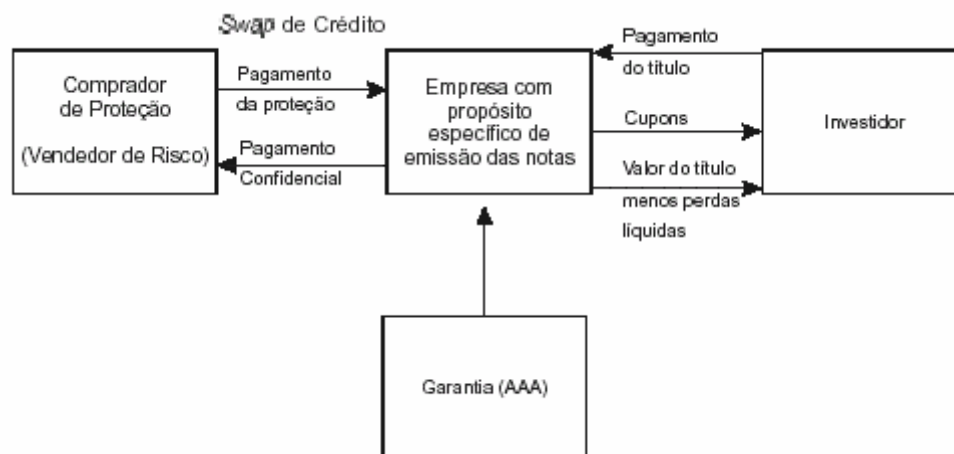 Swap de Crédito
Comprador
de Proteção
(Vendedor de Risco)
Pagamento
da proteção
Pagamento
Confidencial
Empresa com
propósito
específico de
emissão das notas
Pagamento
do título
Cupons
Valor do título
menos perdas
líquidas
Investidor
Garantia (AAA)